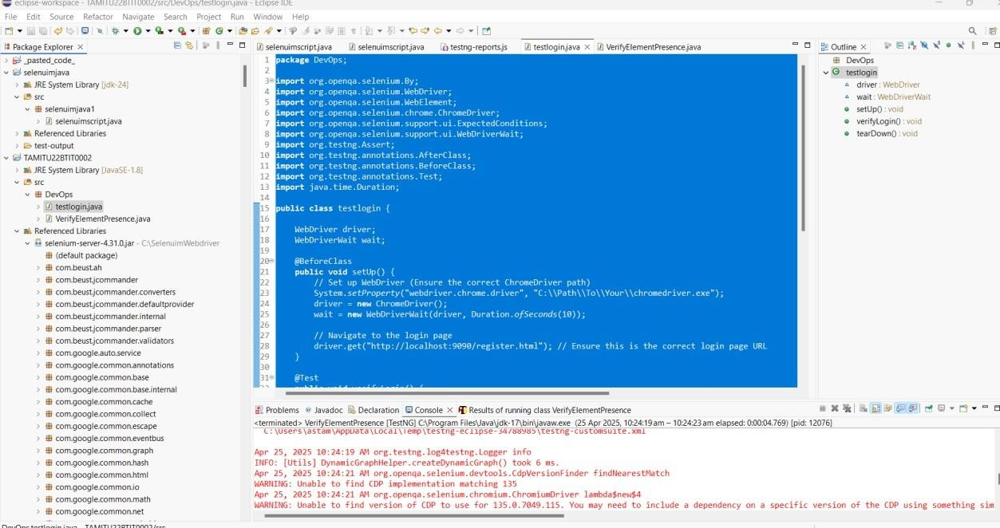 eclipse-workspace - TAMITU22BTIT0002/src/DevOps/testlogin.java - Eclipse IDE
File Edit Source Refactor Navigate Search Project Run Window Help
Package Explorer
_pasted_code_
selenuimjava
JRE System Library [jdk-24]
src
selenuimjava1
selenuimscript.java
Referenced Libraries
test-output
TAMITU22BTIT0002
JRE System Library [JavaSE-1.8]
src
DevOps
testlogin.java
VerifyElementPresence.java
Referenced Libraries
selenium-server-4.31.0.jar - C:\SelenuimWebdriver
(default package)
com.beust.ah
com.beust.jcommander
com.beust.jcommander.converters
com.beust.jcommander.defaultprovider
com.beust.jcommander.internal
com.beust.jcommander.parser
com.beust.jcommander.validators
com.google.auto.service
com.google.common.annotations
com.google.common.base
com.google.common.base.internal
com.google.common.cache
com.google.common.collect
com.google.common.escape
com.google.common.eventbus
com.google.common.graph
com.google.common.hash
com.google.common.html
com.google.common.io
com.google.common.math
com.google.common.net
selenuimscript.java selenuimscript.java testng-reports.js testlogin.java VerifyElementPresence.java
1 package DevOps;
2
3 import org.openqa.selenium.By;
4 import org.openqa.selenium.WebDriver;
5 import org.openqa.selenium.WebElement;
6 import org.openqa.selenium.chrome.ChromeDriver;
7 import org.openqa.selenium.support.ui.ExpectedConditions;
8 import org.openqa.selenium.support.ui.WebDriverWait;
9 import org.testng.Assert;
10 import org.testng.annotations.AfterClass;
11 import org.testng.annotations.BeforeClass;
12 import org.testng.annotations.Test;
13 import java.time.Duration;
14
15 public class testlogin {
16
17 WebDriver driver;
18 WebDriverWait wait;
19
20 @BeforeClass
21 public void setUp() {
22 // Set up WebDriver (Ensure the correct ChromeDriver path)
23 System.setProperty("webdriver.chrome.driver", "C:\\Path\\To\\Your\\chromedriver.exe");
24 driver = new ChromeDriver();
25 wait = new WebDriverWait(driver, Duration.ofSeconds(10));
26
27 // Navigate to the login page
28 driver.get("http://localhost:9090/register.html"); // Ensure this is the correct login page URL
29 }
30
31 @Test
32 public void verifyLogin() {
Outline
DevOps
testlogin
driver : WebDriver
wait : WebDriverWait
setUp() : void
verifyLogin() : void
tearDown() : void
Problems Javadoc Declaration Console Results of running class VerifyElementPresence
<terminated> VerifyElementPresence [TestNG] C:\Program Files\Java\jdk-17\bin\javaw.exe (25 Apr 2025, 10:24:19 am – 10:24:23 am elapsed: 0:00:04.769) [pid: 12076]
C:\Users\astam\AppData\Local\Temp\testng-eclipse-34788985\testng-customsuite.xml
Apr 25, 2025 10:24:19 AM org.testng.log4testng.Logger info
INFO: [Utils] DynamicGraphHelper.createDynamicGraph() took 6 ms.
Apr 25, 2025 10:24:21 AM org.openqa.selenium.devtools.CdpVersionFinder findNearestMatch
WARNING: Unable to find CDP implementation matching 135
Apr 25, 2025 10:24:21 AM org.openqa.selenium.chromium.ChromiumDriver lambda$new$4
WARNING: Unable to find version of CDP to use for 135.0.7049.115. You may need to include a dependency on a specific version of the CDP using something sim
DevOps.testlogin.java - TAMITU22BTIT0002/src